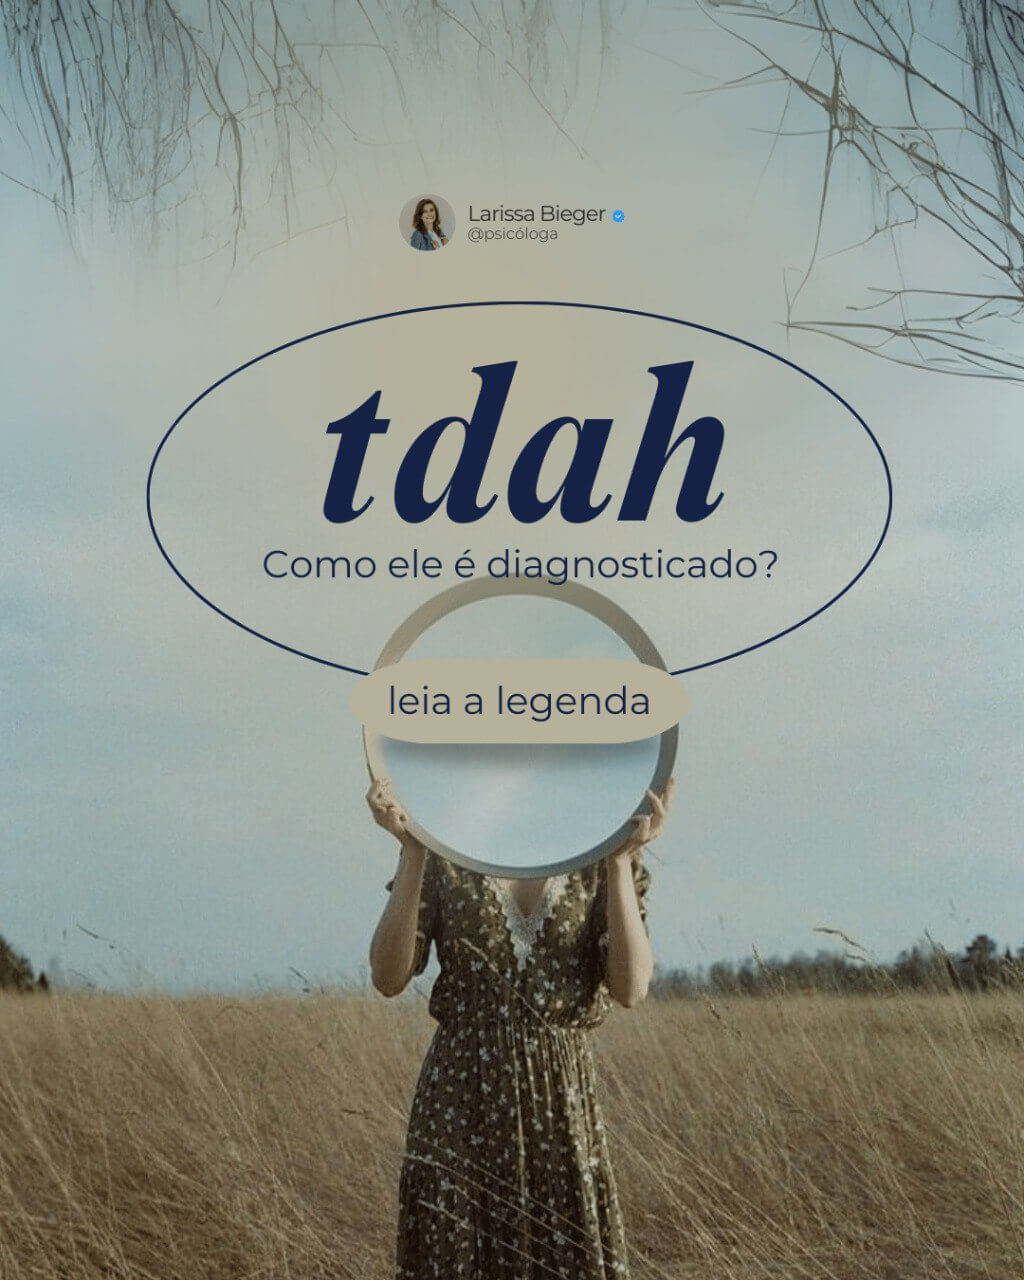 Larissa Bieger
@psicóloga
tdah
Como ele é diagnosticado?
leia a legenda